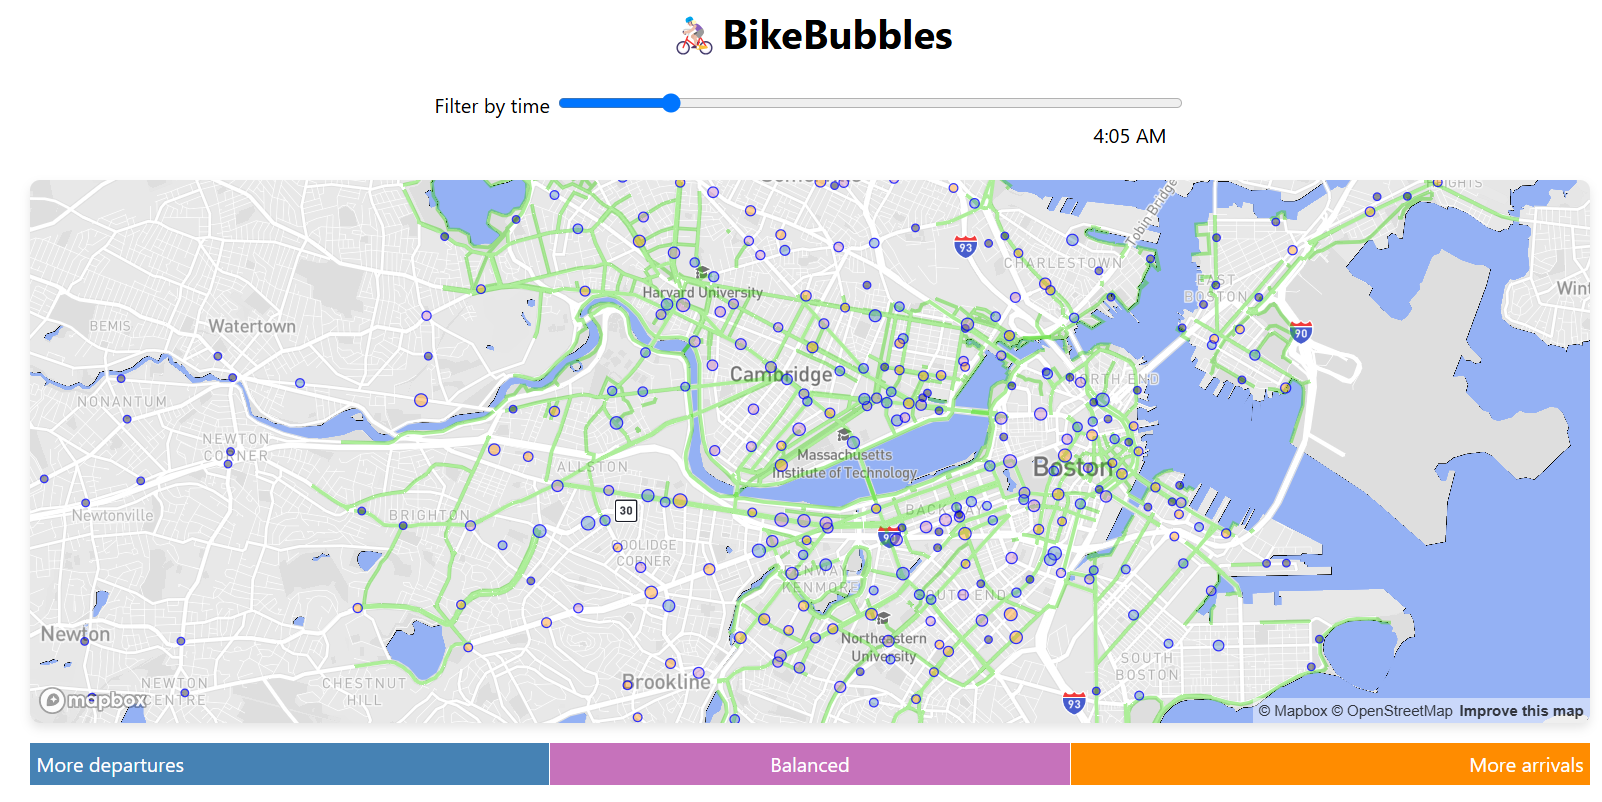 BikeBubbles
Filter by time
4:05 AM
HIGHTS
Tobin Bridge
93
CHARLESTOWN
Harvard University
EAST
BOSTON
Wint
BEMIS
Watertown
90
Cambridge
NORTH END
NONANTUM
NEWTON
CORNER
Massachusetts
Institute of Technology
Boston
ALLSTON
Newtonville
BRIGHTON
30
BACK BAY
90
COOLIDGE
CORNER
FENWAY-
KENMORE
SOUTH END
Newton
Northeastern
University
SOUTH
BOSTON
NEWTON
CENTRE
CHESTNUT
HILL
Brookline
mapbox
93
© Mapbox © OpenStreetMap Improve this map
More departures
Balanced
More arrivals